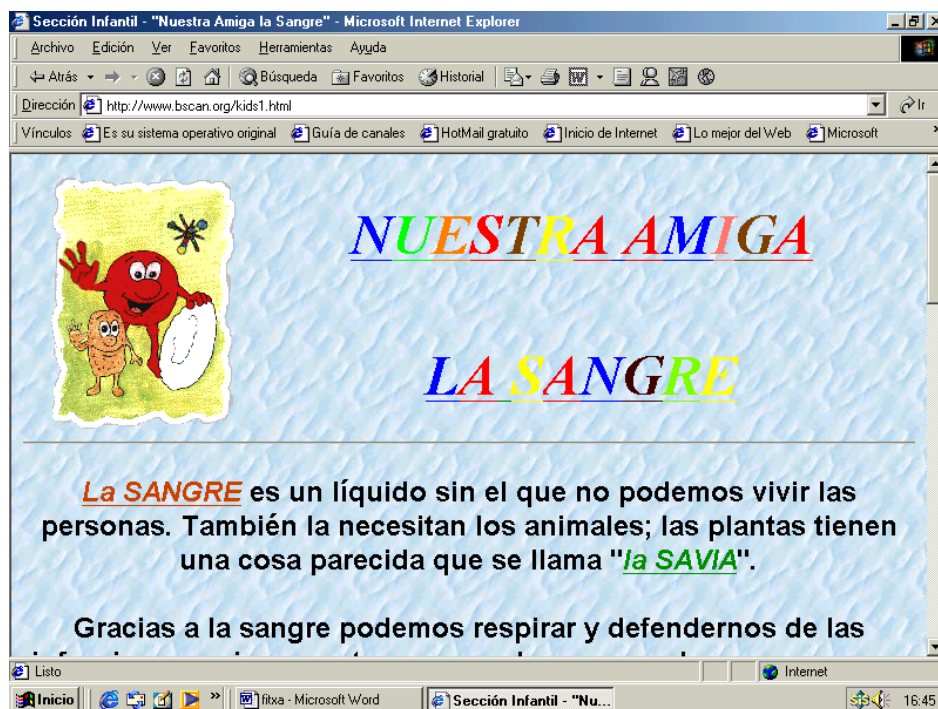 Sección Infantil - "Nuestra Amiga la Sangre" - Microsoft Internet Explorer
Archivo Edición Ver Favoritos Herramientas Ayuda
Atrás Búsqueda Favoritos Historial
Dirección http://www.bscan.org/kids1.html Ir
Vínculos Es su sistema operativo original Guía de canales HotMail gratuito Inicio de Internet Lo mejor del Web Microsoft
NUESTRA AMIGA
LA SANGRE
La SANGRE es un líquido sin el que no podemos vivir las
personas. También la necesitan los animales; las plantas tienen
una cosa parecida que se llama "la SAVIA".
Gracias a la sangre podemos respirar y defendernos de las
Listo Internet
Inicio fitxa - Microsoft Word Sección Infantil - "Nu... 16:45